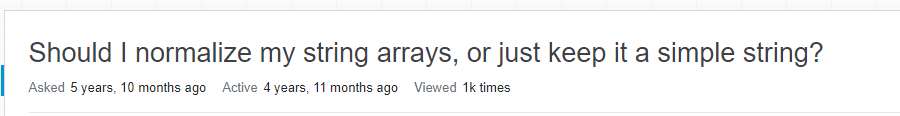 Should I normalize my string arrays, or just keep it a simple string?
Asked 5 years, 10 months ago Active 4 years, 11 months ago Viewed 1k times